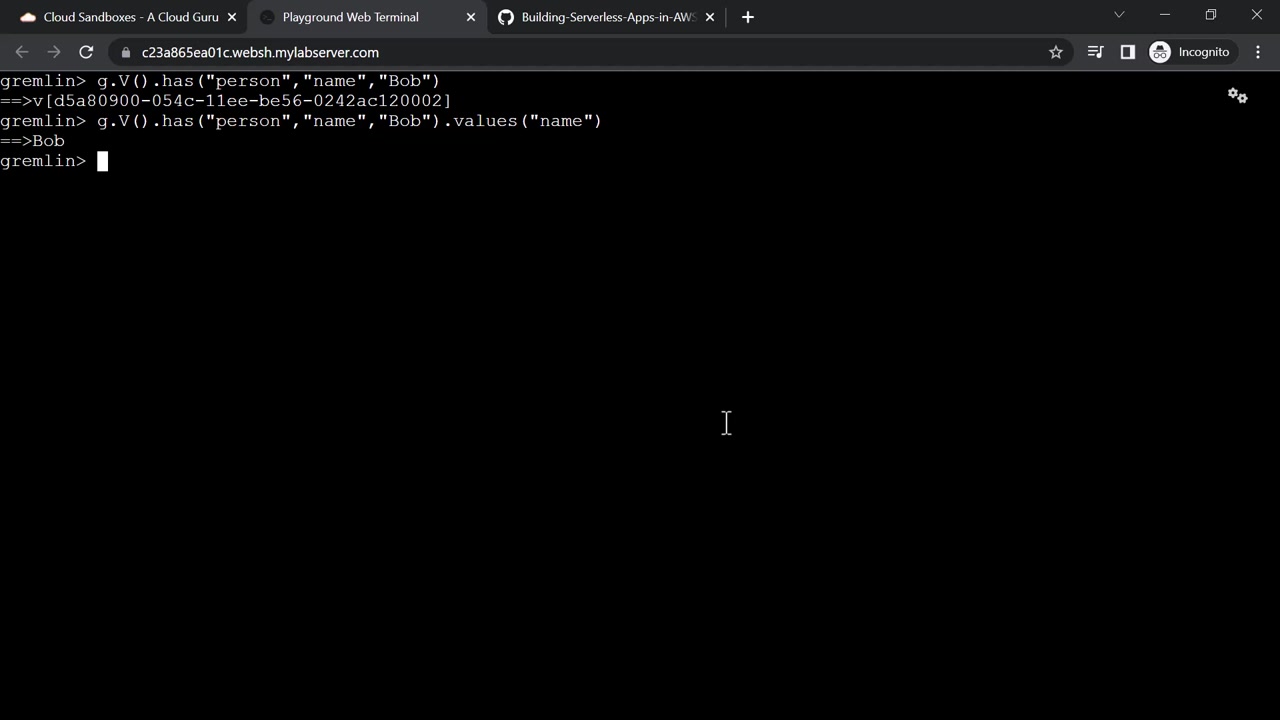 Cloud Sandboxes - A Cloud Guru
Playground Web Terminal
Building-Serverless-Apps-in-AWS
c23a865ea01c.websh.mylabserver.com
Incognito
gremlin> g.V().has("person","name","Bob")
==>v[d5a80900-054c-11ee-be56-0242ac120002]
gremlin> g.V().has("person","name","Bob").values("name")
==>Bob
gremlin>